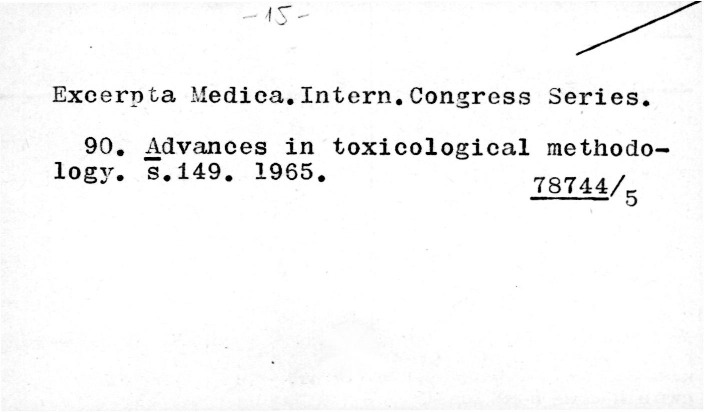 -15-
Excerpta Medica.Intern.Congress Series.
90. Advances in toxicological methodo-
logy. s.149. 1965.
78744/5